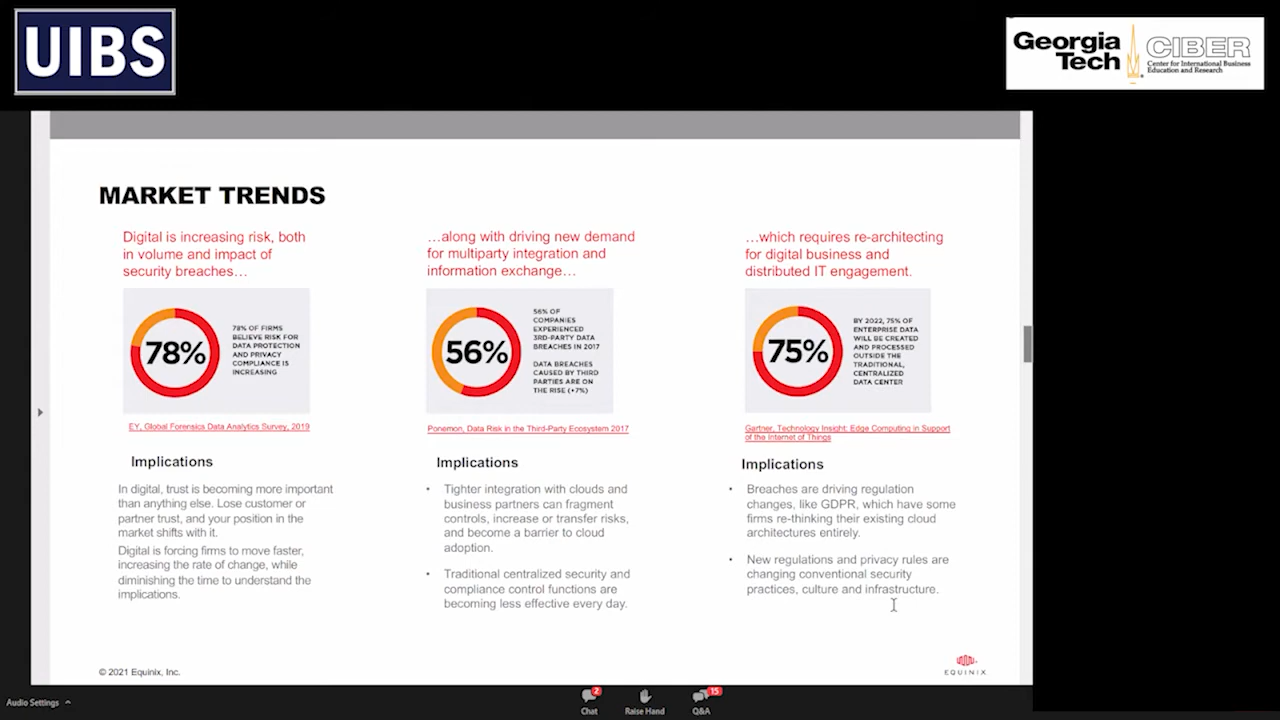 UIBS
Georgia
Tech
CIBER
Center for International Business
Education and Research
MARKET TRENDS
Digital is increasing risk, both
in volume and impact of
security breaches…
78%
78% OF FIRMS
BELIEVE RISK FOR
DATA PROTECTION
AND PRIVACY
COMPLIANCE IS
INCREASING
EY, Global Forensics Data Analytics Survey, 2019
Implications
In digital, trust is becoming more important
than anything else. Lose customer or
partner trust, and your position in the
market shifts with it.
Digital is forcing firms to move faster,
increasing the rate of change, while
diminishing the time to understand the
implications.
…along with driving new demand
for multiparty integration and
information exchange…
56%
56% OF
COMPANIES
EXPERIENCED
3RD-PARTY DATA
BREACHES IN 2017
DATA BREACHES
CAUSED BY THIRD
PARTIES ARE ON
THE RISE (+7%)
Ponemon, Data Risk in the Third-Party Ecosystem 2017
Implications
• Tighter integration with clouds and
business partners can fragment
controls, increase or transfer risks,
and become a barrier to cloud
adoption.
• Traditional centralized security and
compliance control functions are
becoming less effective every day.
…which requires re-architecting
for digital business and
distributed IT engagement.
75%
BY 2022, 75% OF
ENTERPRISE DATA
WILL BE CREATED
AND PROCESSED
OUTSIDE THE
TRADITIONAL,
CENTRALIZED
DATA CENTER
Gartner, Technology Insight: Edge Computing in Support
of the Internet of Things
Implications
• Breaches are driving regulation
changes, like GDPR, which have some
firms re-thinking their existing cloud
architectures entirely.
• New regulations and privacy rules are
changing conventional security
practices, culture and infrastructure.
© 2021 Equinix, Inc.
EQUINIX
Audio Settings
2
Chat
Raise Hand
15
Q&A